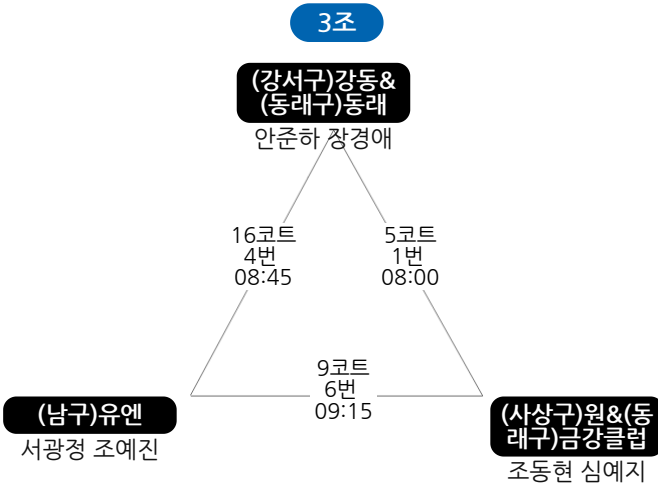 3조
(강서구)강동&
(동래구)동래
안준하 장경애
16코트
4번
08:45
5코트
1번
08:00
9코트
6번
09:15
(남구)유엔
서광정 조예진
(사상구)원&(동
래구)금강클럽
조동현 심예지